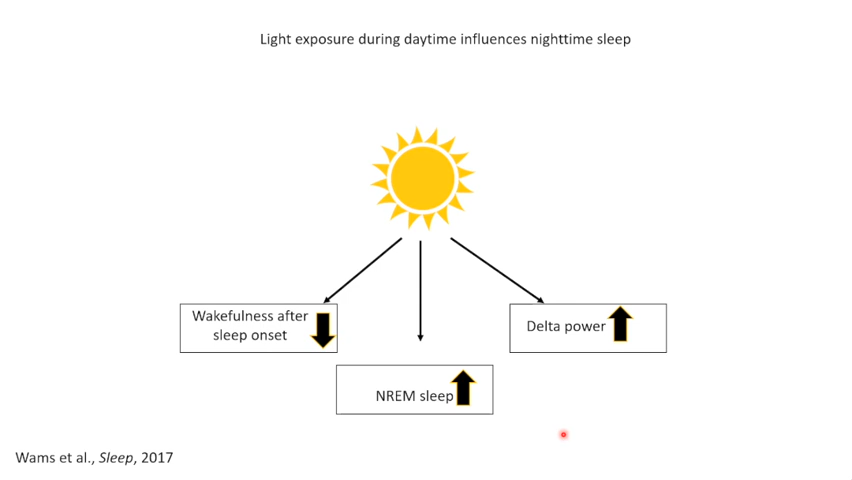 Light exposure during daytime influences nighttime sleep
Wakefulness after
sleep onset
Delta power
NREM sleep
Wams et al., Sleep, 2017